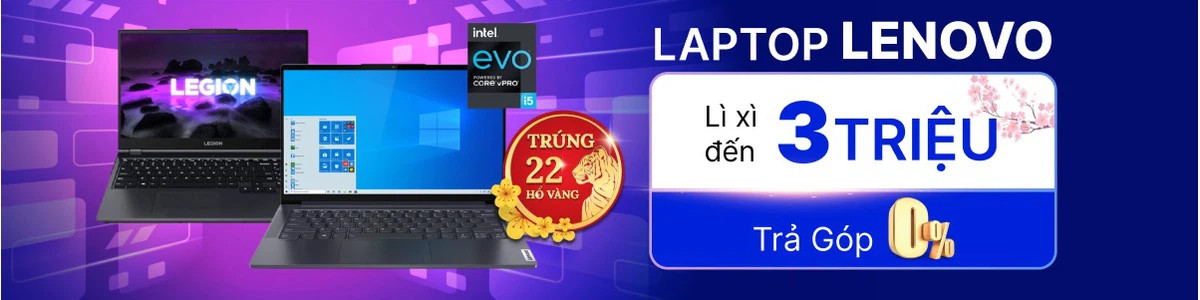 LAPTOP LENOVO
Lì xì
đến
3 TRIỆU
Trả Góp 0%
intel
evo
POWERED BY
CORE vPRO
i5
TRÚNG
22
HỔ VÀNG
LEGION
LEGION
Lenovo